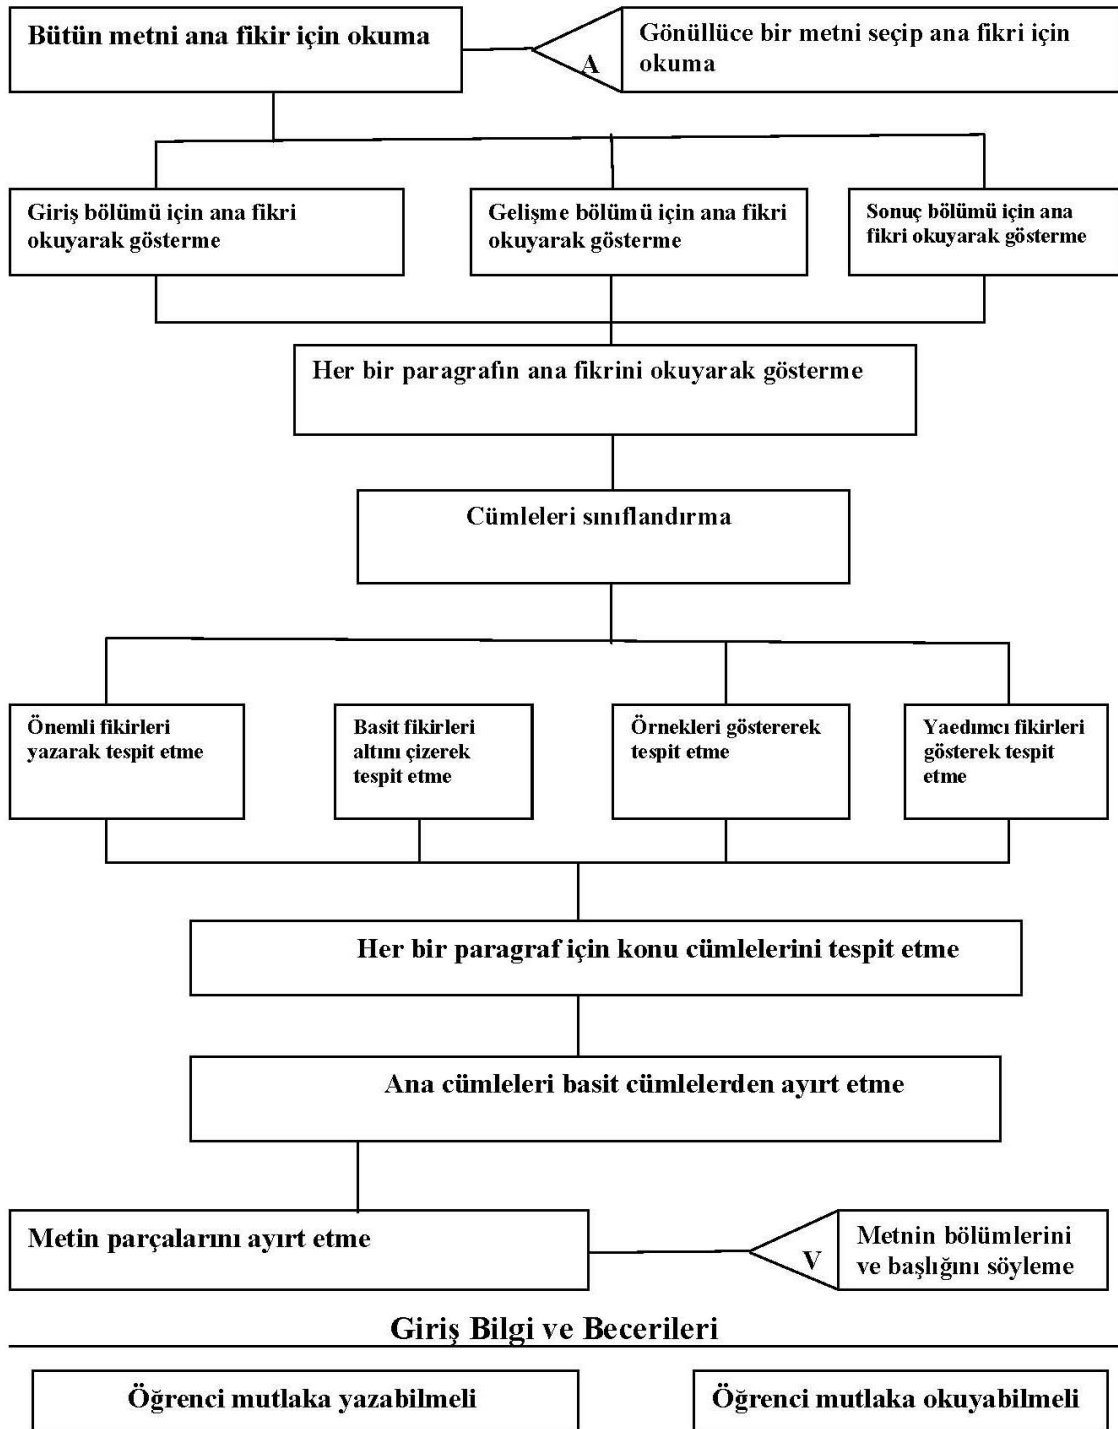 Bütün metni ana fikir için okuma
A
Gönüllüce bir metni seçip ana fikri için
okuma
Giriş bölümü için ana fikri
okuyarak gösterme
Gelişme bölümü için ana fikri
okuyarak gösterme
Sonuç bölümü için ana
fikri okuyarak gösterme
Her bir paragrafın ana fikrini okuyarak gösterme
Cümleleri sınıflandırma
Önemli fikirleri
yazarak tespit etme
Basit fikirleri
altını çizerek
tespit etme
Örnekleri göstererek
tespit etme
Yaedımcı fikirleri
gösterek tespit
etme
Her bir paragraf için konu cümlelerini tespit etme
Ana cümleleri basit cümlelerden ayırt etme
Metin parçalarını ayırt etme
V
Metnin bölümlerini
ve başlığını söyleme
Giriş Bilgi ve Becerileri
Öğrenci mutlaka yazabilmeli
Öğrenci mutlaka okuyabilmeli